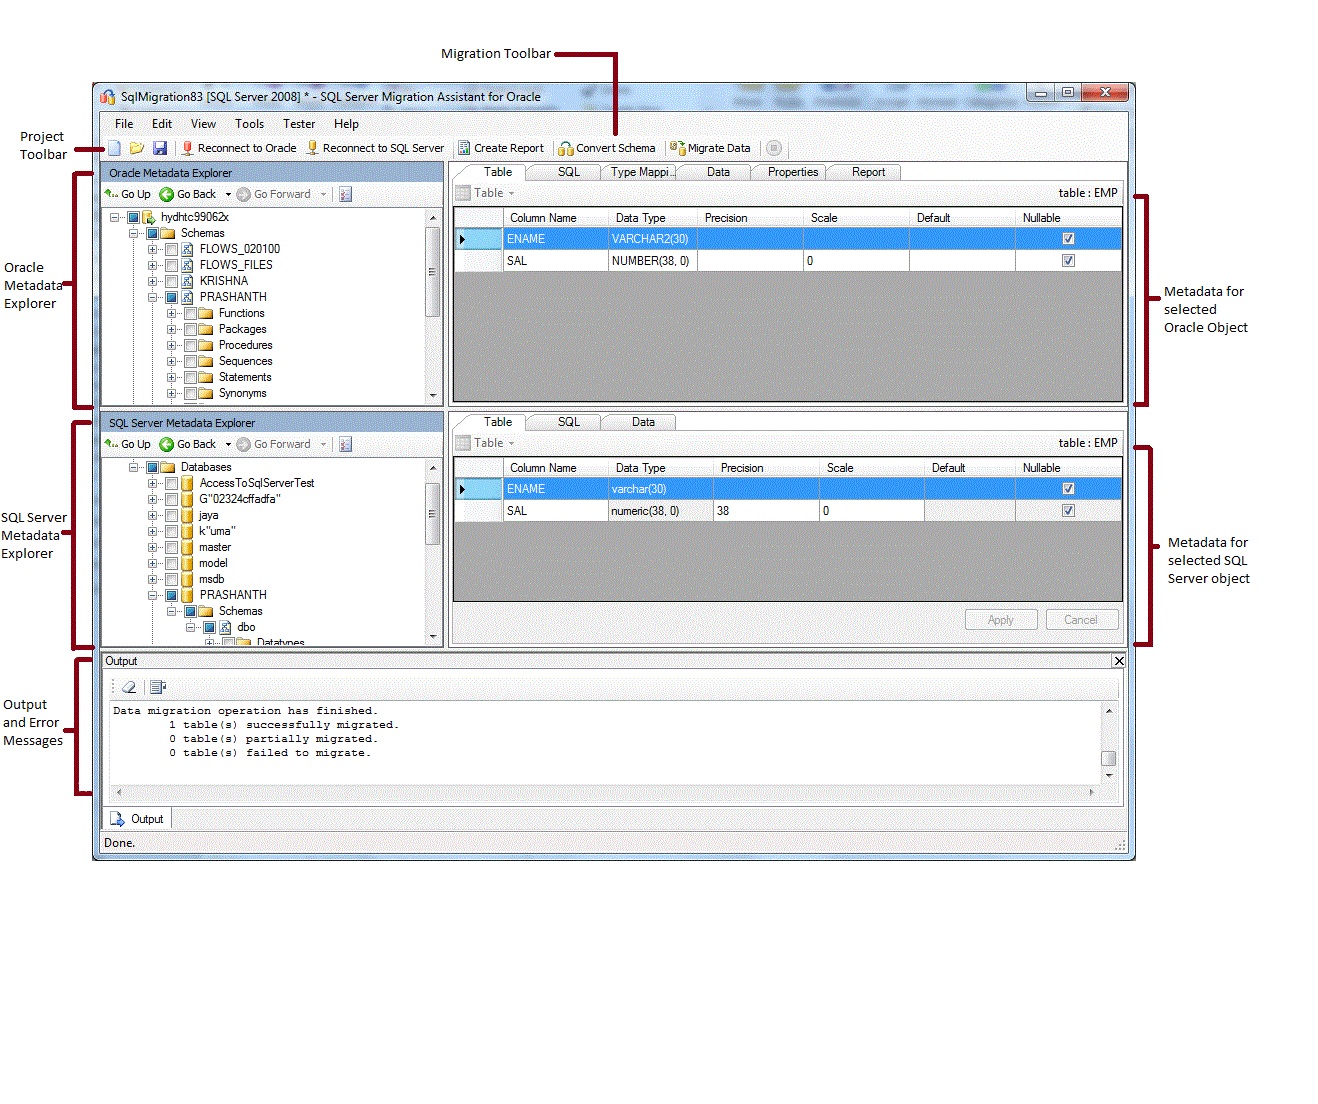 Migration Toolbar
SqlMigration83 [SQL Server 2008] * - SQL Server Migration Assistant for Oracle
File Edit View Tools Tester Help
Project
Toolbar
Reconnect to Oracle Reconnect to SQL Server Create Report Convert Schema Migrate Data
Oracle Metadata Explorer
Go Up Go Back Go Forward
hydhtc99062x
Schemas
FLOWS_020100
FLOWS_FILES
KRISHNA
PRASHANTH
Functions
Packages
Procedures
Sequences
Statements
Synonyms
Oracle
Metadata
Explorer
Table SQL Type Mappi... Data Properties Report
Table table : EMP
Column Name Data Type Precision Scale Default Nullable
ENAME VARCHAR2(30)
SAL NUMBER(38, 0) 0
Metadata for
selected
Oracle Object
SQL Server Metadata Explorer
Go Up Go Back Go Forward
Databases
AccessToSqlServerTest
G"02324cffadfa"
jaya
k"uma"
master
model
msdb
PRASHANTH
Schemas
dbo
Datatypes
SQL Server
Metadata
Explorer
Table SQL Data
Table table : EMP
Column Name Data Type Precision Scale Default Nullable
ENAME varchar(30)
SAL numeric(38, 0) 38 0
Apply Cancel
Metadata for
selected SQL
Server object
Output
Data migration operation has finished.
1 table(s) successfully migrated.
0 table(s) partially migrated.
0 table(s) failed to migrate.
Output
and Error
Messages
Output
Done.